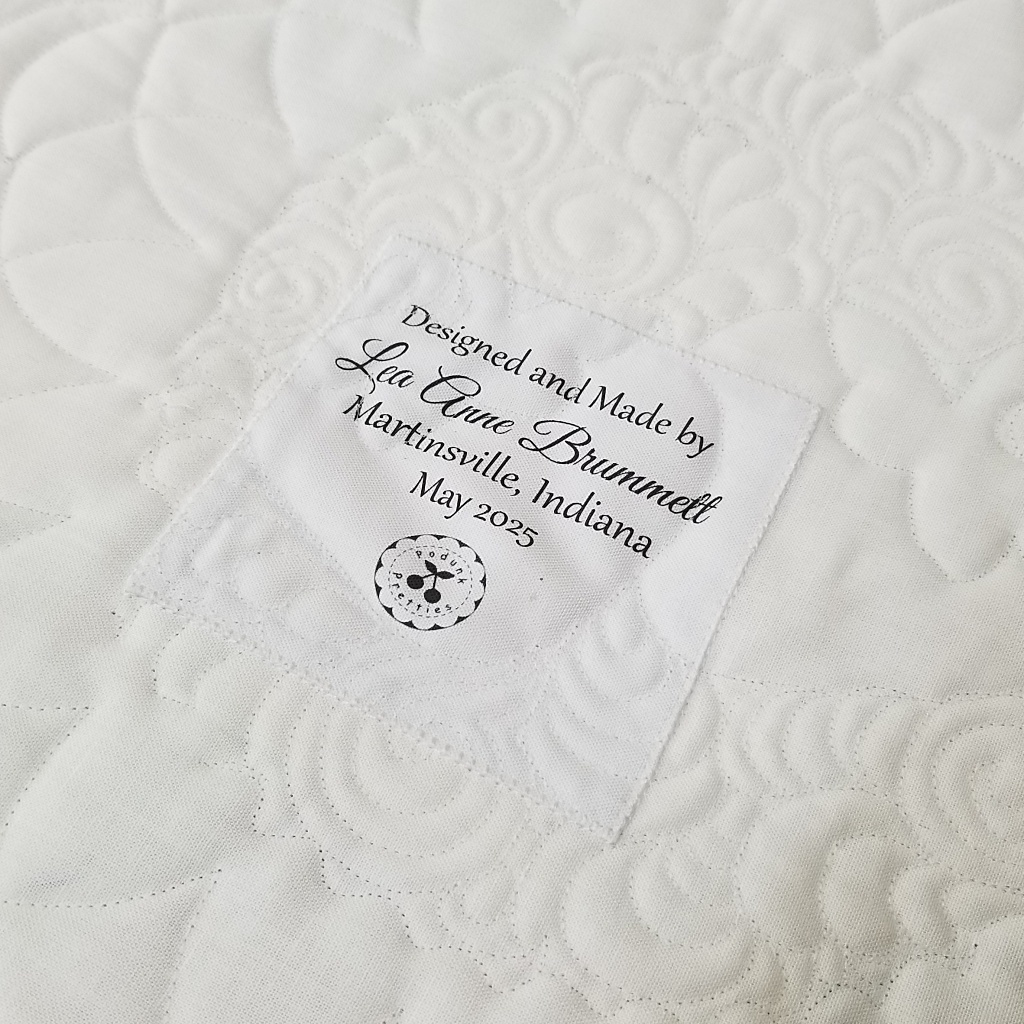 Designed and Made by
Lea Anne Brummett
Martinsville, Indiana
May 2025
Podunk
Pretties